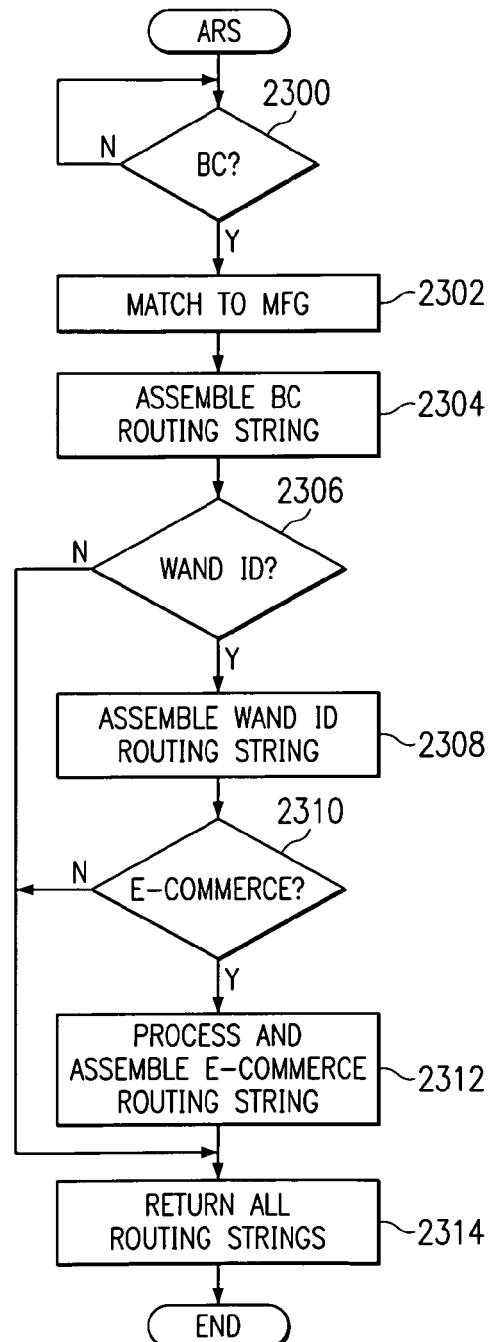 ARS
2300
N
BC?
Y
MATCH TO MFG
2302
ASSEMBLE BC
ROUTING STRING
2304
2306
N
WAND ID?
Y
ASSEMBLE WAND ID
ROUTING STRING
2308
2310
N
E-COMMERCE?
Y
PROCESS AND
ASSEMBLE E-COMMERCE
ROUTING STRING
2312
RETURN ALL
ROUTING STRINGS
2314
END